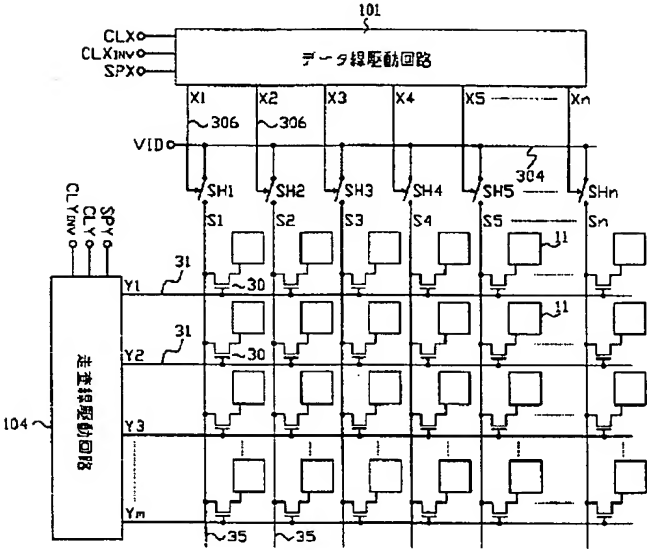 101
CLX
CLXINV
SPX
データ線駆動回路
X1 X2 X3 X4 X5 Xn
306 306
VID
304
SH1 SH2 SH3 SH4 SH5 SHn
S1 S2 S3 S4 S5 Sn
CLYINV
CLY
SPY
31 Y1 30 11
31 Y2 30 11
走査線駆動回路
104
Y3
Ym
35 35